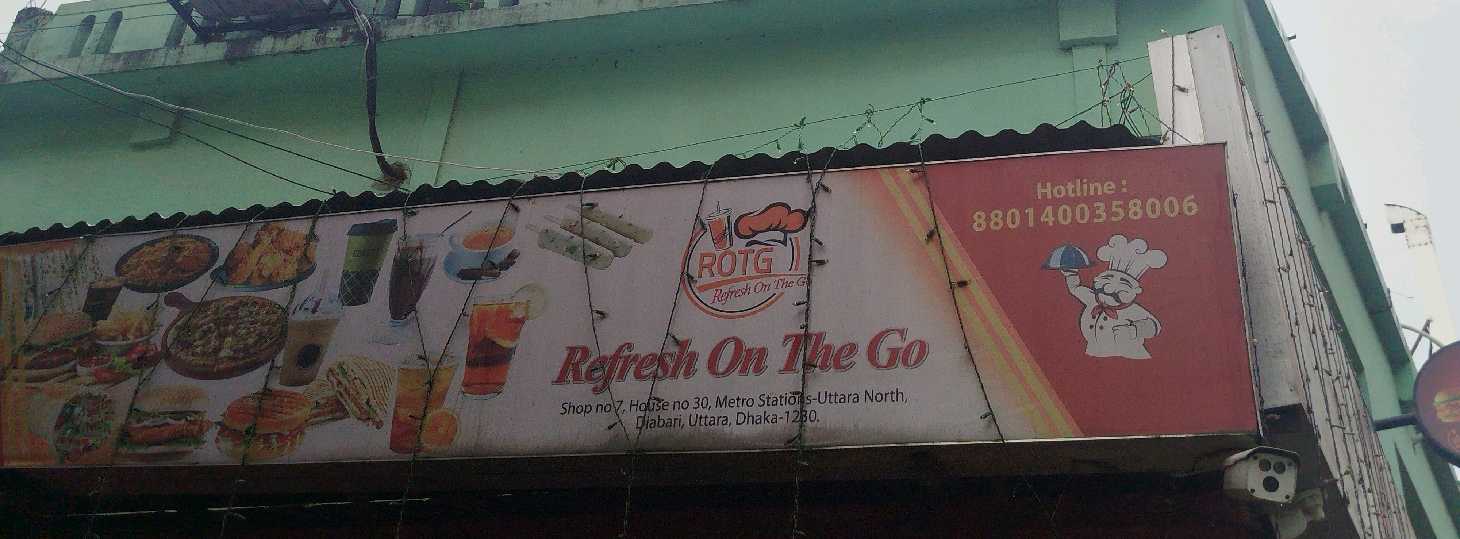 Hotline :
8801400358006
ROTG
Refresh On The G
Refresh On The Go
Shop no 7, House no 30, Metro Stations-Uttara North,
Diabari, Uttara, Dhaka-1230.